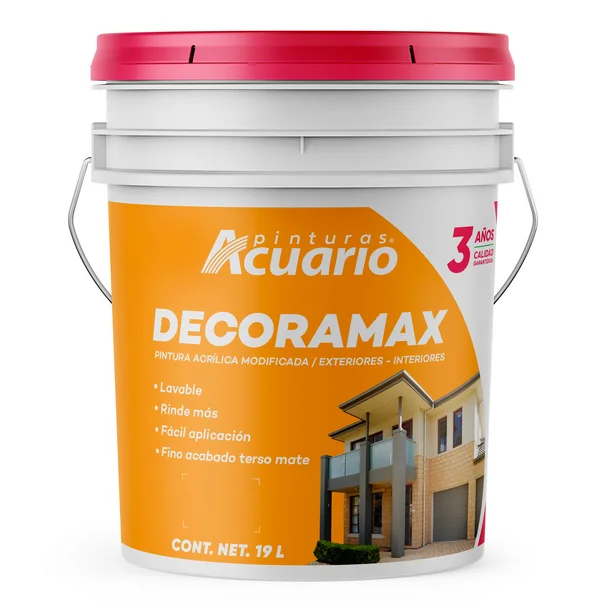 pinturas®
Acuario
3 AÑOS
CALIDAD
GARANTIZADA
DECORAMAX
PINTURA ACRÍLICA MODIFICADA / EXTERIORES - INTERIORES
• Lavable
• Rinde más
• Fácil aplicación
• Fino acabado terso mate
CONT. NET. 19 L